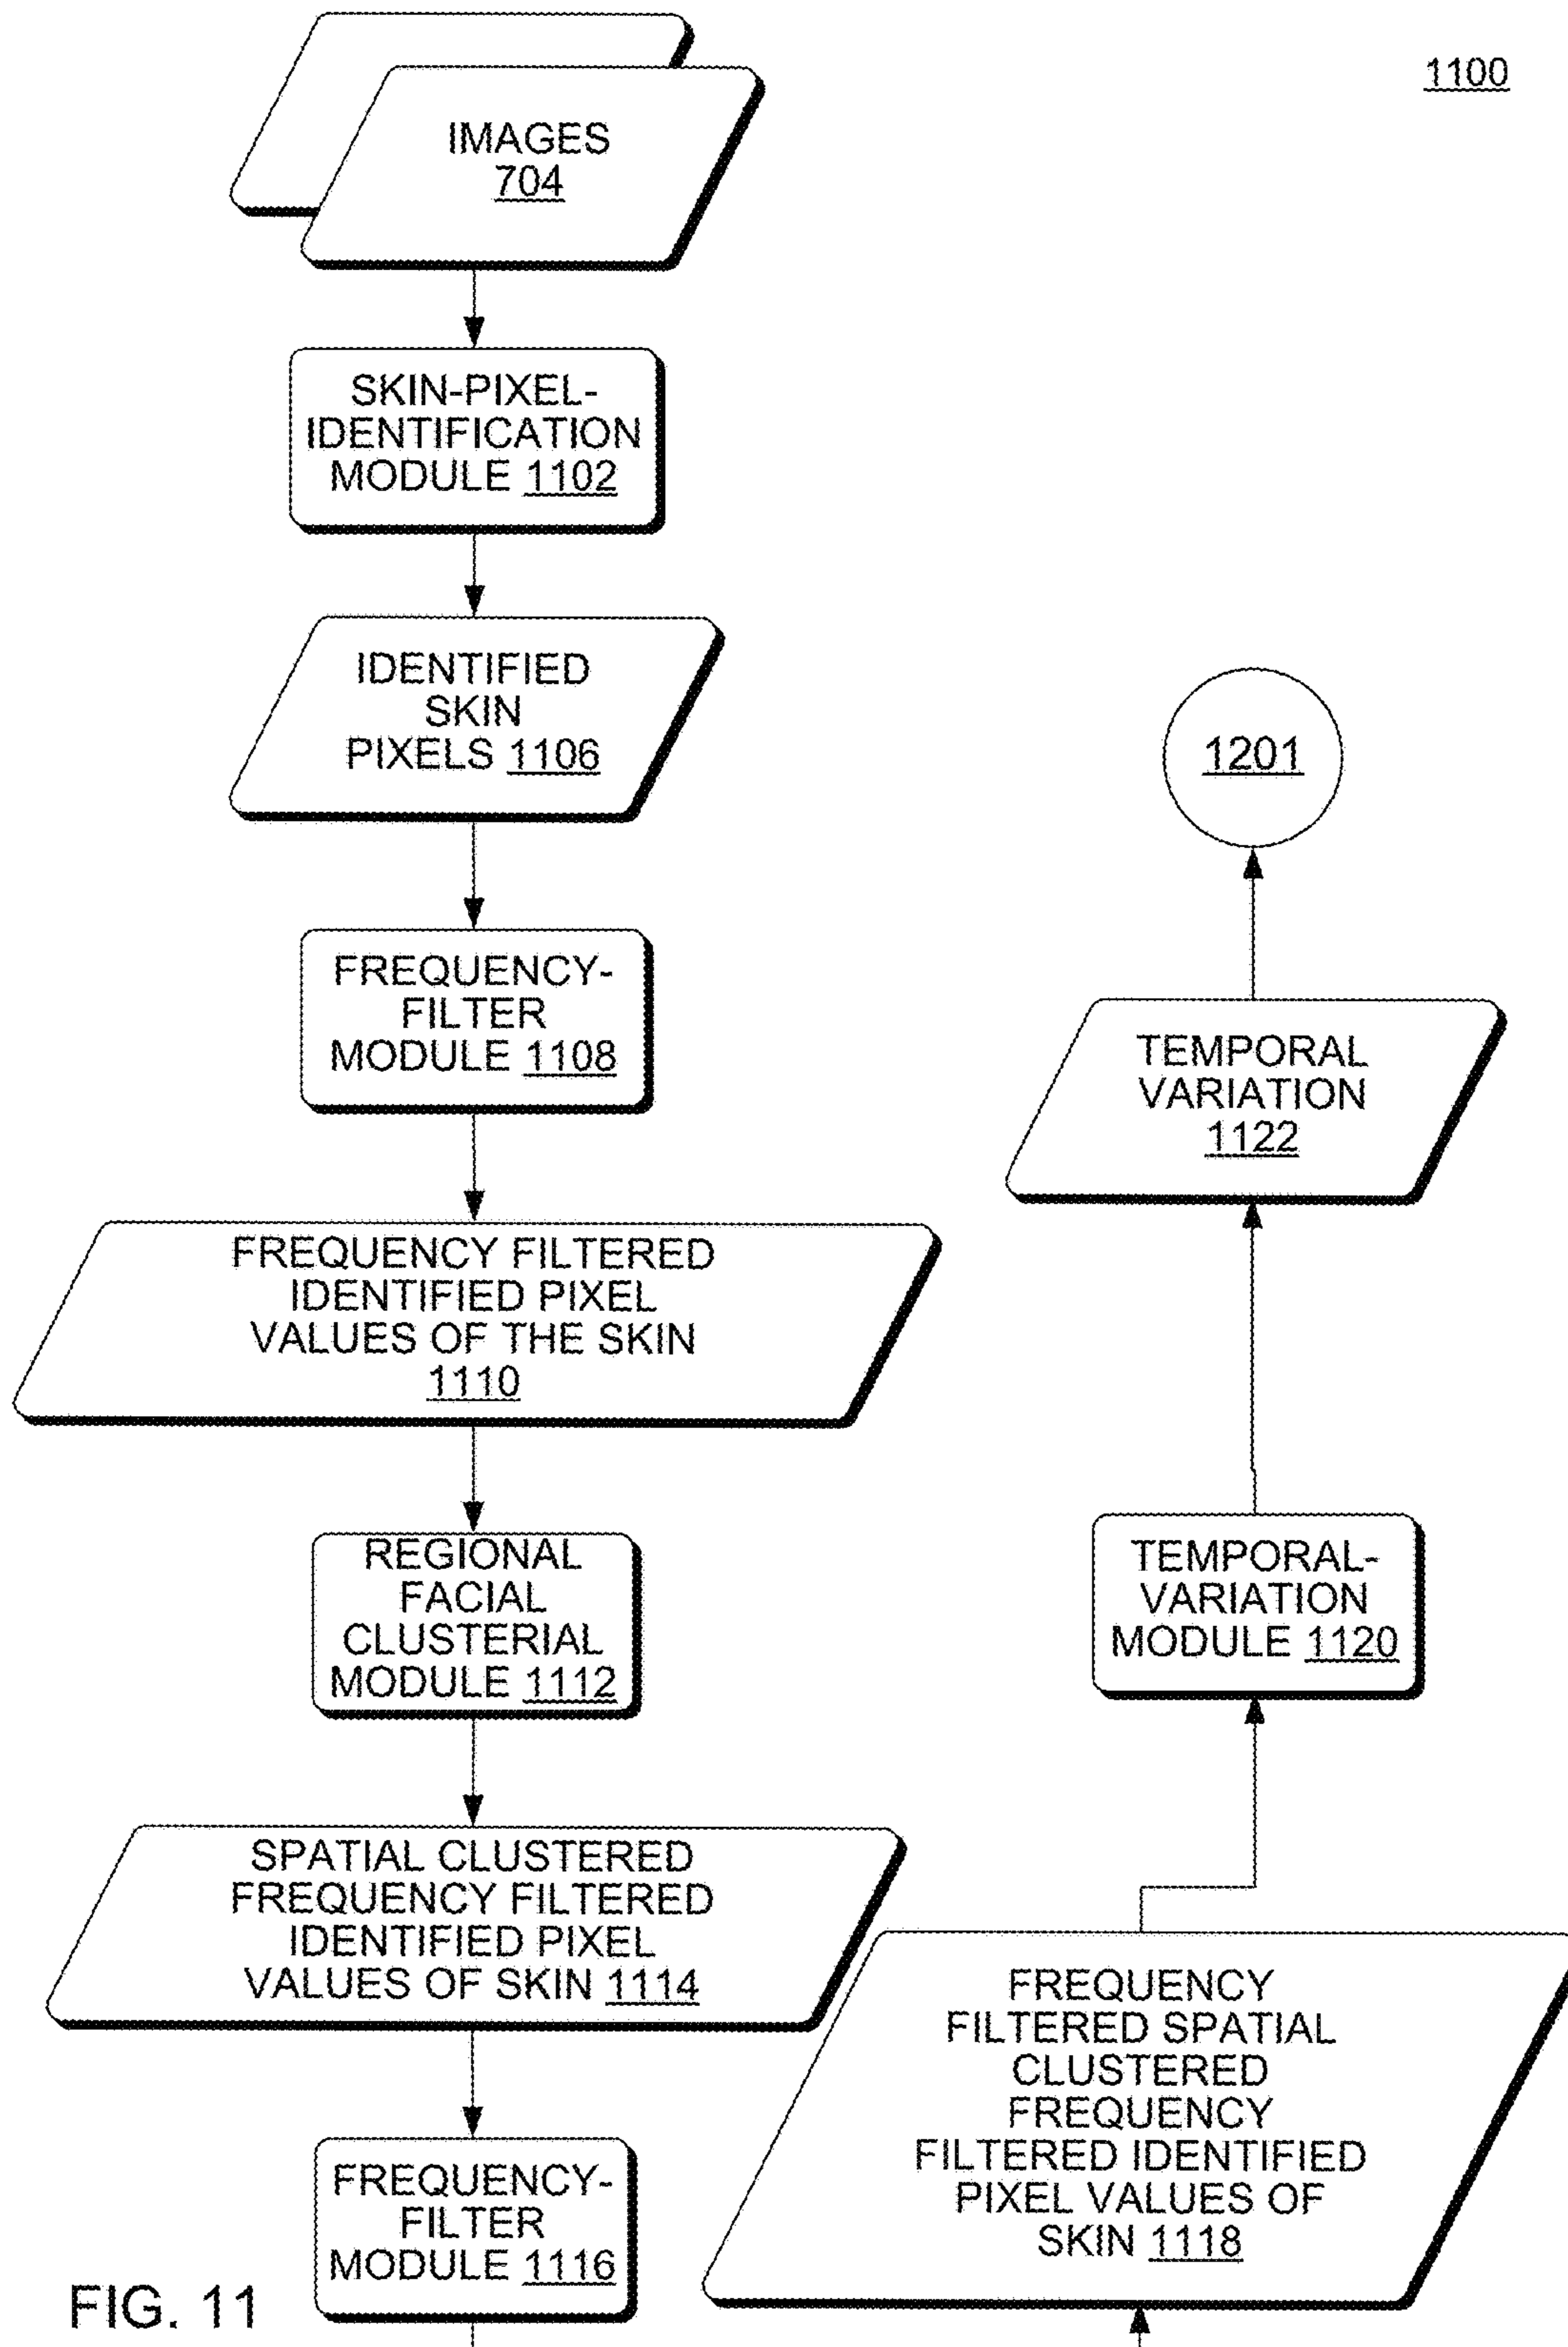 1100
IMAGES
704
SKIN-PIXEL-
IDENTIFICATION
MODULE 1102
IDENTIFIED
SKIN
PIXELS 1106
FREQUENCY-
FILTER
MODULE 1108
FREQUENCY FILTERED
IDENTIFIED PIXEL
VALUES OF THE SKIN
1110
REGIONAL
FACIAL
CLUSTERIAL
MODULE 1112
SPATIAL CLUSTERED
FREQUENCY FILTERED
IDENTIFIED PIXEL
VALUES OF SKIN 1114
FREQUENCY-
FILTER
MODULE 1116
FREQUENCY
FILTERED SPATIAL
CLUSTERED
FREQUENCY
FILTERED IDENTIFIED
PIXEL VALUES OF
SKIN 1118
TEMPORAL-
VARIATION
MODULE 1120
TEMPORAL
VARIATION
1122
1201
FIG. 11